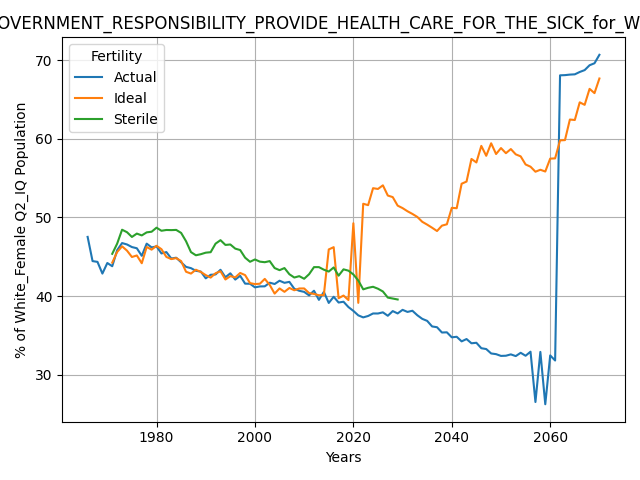 OVERNMENT_RESPONSIBILITY_PROVIDE_HEALTH_CARE_FOR_THE_SICK_for_W
Fertility
Actual
Ideal
Sterile
% of White_Female Q2_IQ Population
70
60
50
40
30
1980
2000
2020
2040
2060
Years